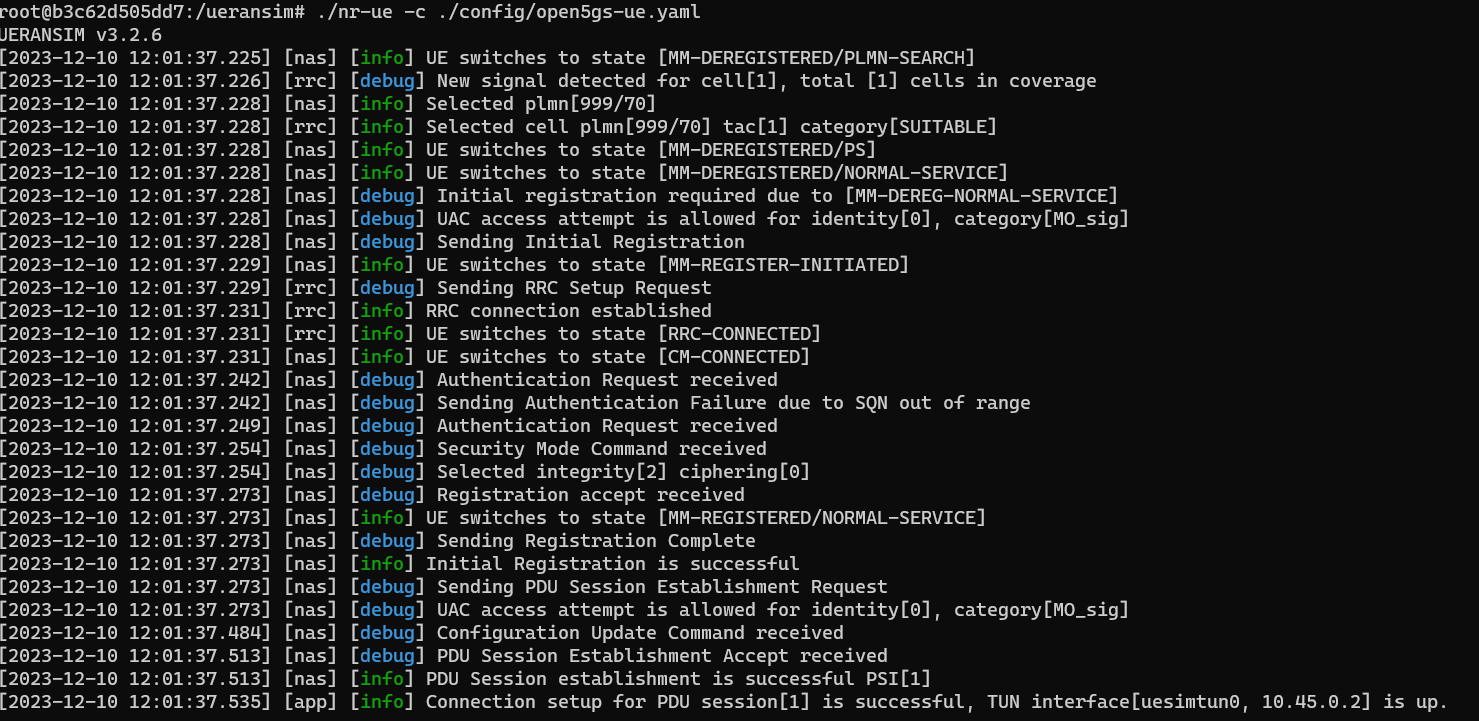 root@b3c62d505dd7:/ueransim# ./nr-ue -c ./config/open5gs-ue.yaml
UERANSIM v3.2.6
[2023-12-10 12:01:37.225] [nas] [info] UE switches to state [MM-DEREGISTERED/PLMN-SEARCH]
[2023-12-10 12:01:37.226] [rrc] [debug] New signal detected for cell[1], total [1] cells in coverage
[2023-12-10 12:01:37.228] [nas] [info] Selected plmn[999/70]
[2023-12-10 12:01:37.228] [rrc] [info] Selected cell plmn[999/70] tac[1] category[SUITABLE]
[2023-12-10 12:01:37.228] [nas] [info] UE switches to state [MM-DEREGISTERED/PS]
[2023-12-10 12:01:37.228] [nas] [info] UE switches to state [MM-DEREGISTERED/NORMAL-SERVICE]
[2023-12-10 12:01:37.228] [nas] [debug] Initial registration required due to [MM-DEREG-NORMAL-SERVICE]
[2023-12-10 12:01:37.228] [nas] [debug] UAC access attempt is allowed for identity[0], category[MO_sig]
[2023-12-10 12:01:37.228] [nas] [debug] Sending Initial Registration
[2023-12-10 12:01:37.229] [nas] [info] UE switches to state [MM-REGISTER-INITIATED]
[2023-12-10 12:01:37.229] [rrc] [debug] Sending RRC Setup Request
[2023-12-10 12:01:37.231] [rrc] [info] RRC connection established
[2023-12-10 12:01:37.231] [rrc] [info] UE switches to state [RRC-CONNECTED]
[2023-12-10 12:01:37.231] [nas] [info] UE switches to state [CM-CONNECTED]
[2023-12-10 12:01:37.242] [nas] [debug] Authentication Request received
[2023-12-10 12:01:37.242] [nas] [debug] Sending Authentication Failure due to SQN out of range
[2023-12-10 12:01:37.249] [nas] [debug] Authentication Request received
[2023-12-10 12:01:37.254] [nas] [debug] Security Mode Command received
[2023-12-10 12:01:37.254] [nas] [debug] Selected integrity[2] ciphering[0]
[2023-12-10 12:01:37.273] [nas] [debug] Registration accept received
[2023-12-10 12:01:37.273] [nas] [info] UE switches to state [MM-REGISTERED/NORMAL-SERVICE]
[2023-12-10 12:01:37.273] [nas] [debug] Sending Registration Complete
[2023-12-10 12:01:37.273] [nas] [info] Initial Registration is successful
[2023-12-10 12:01:37.273] [nas] [debug] Sending PDU Session Establishment Request
[2023-12-10 12:01:37.273] [nas] [debug] UAC access attempt is allowed for identity[0], category[MO_sig]
[2023-12-10 12:01:37.484] [nas] [debug] Configuration Update Command received
[2023-12-10 12:01:37.513] [nas] [debug] PDU Session Establishment Accept received
[2023-12-10 12:01:37.513] [nas] [info] PDU Session establishment is successful PSI[1]
[2023-12-10 12:01:37.535] [app] [info] Connection setup for PDU session[1] is successful, TUN interface[uesimtun0, 10.45.0.2] is up.